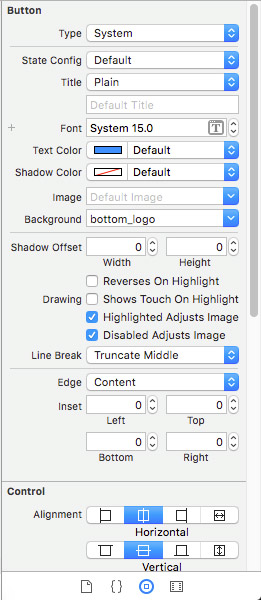 Button
Type System
State Config Default
Title Plain
Default Title
Font System 15.0 T
Text Color Default
Shadow Color Default
Image Default Image
Background bottom_logo
Shadow Offset 0 0
Width Height
Reverses On Highlight
Drawing Shows Touch On Highlight
Highlighted Adjusts Image
Disabled Adjusts Image
Line Break Truncate Middle
Edge Content
Inset 0 0
Left Top
0 0
Bottom Right
Control
Alignment
Horizontal
Vertical
{}